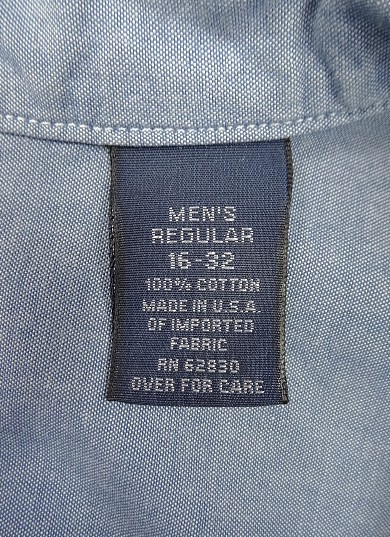 MEN'S
REGULAR
16-32
100% COTTON
MADE IN U.S.A.
OF IMPORTED
FABRIC
RN 62830
OVER FOR CARE